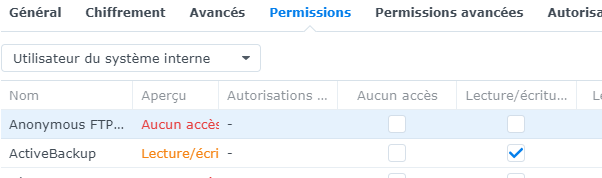 Général Chiffrement Avancés Permissions Permissions avancées Autorisa
Utilisateur du système interne
Nom Aperçu Autorisations ... Aucun accès Lecture/écritu... Le
Anonymous FTP... Aucun accès -
ActiveBackup Lecture/écri -